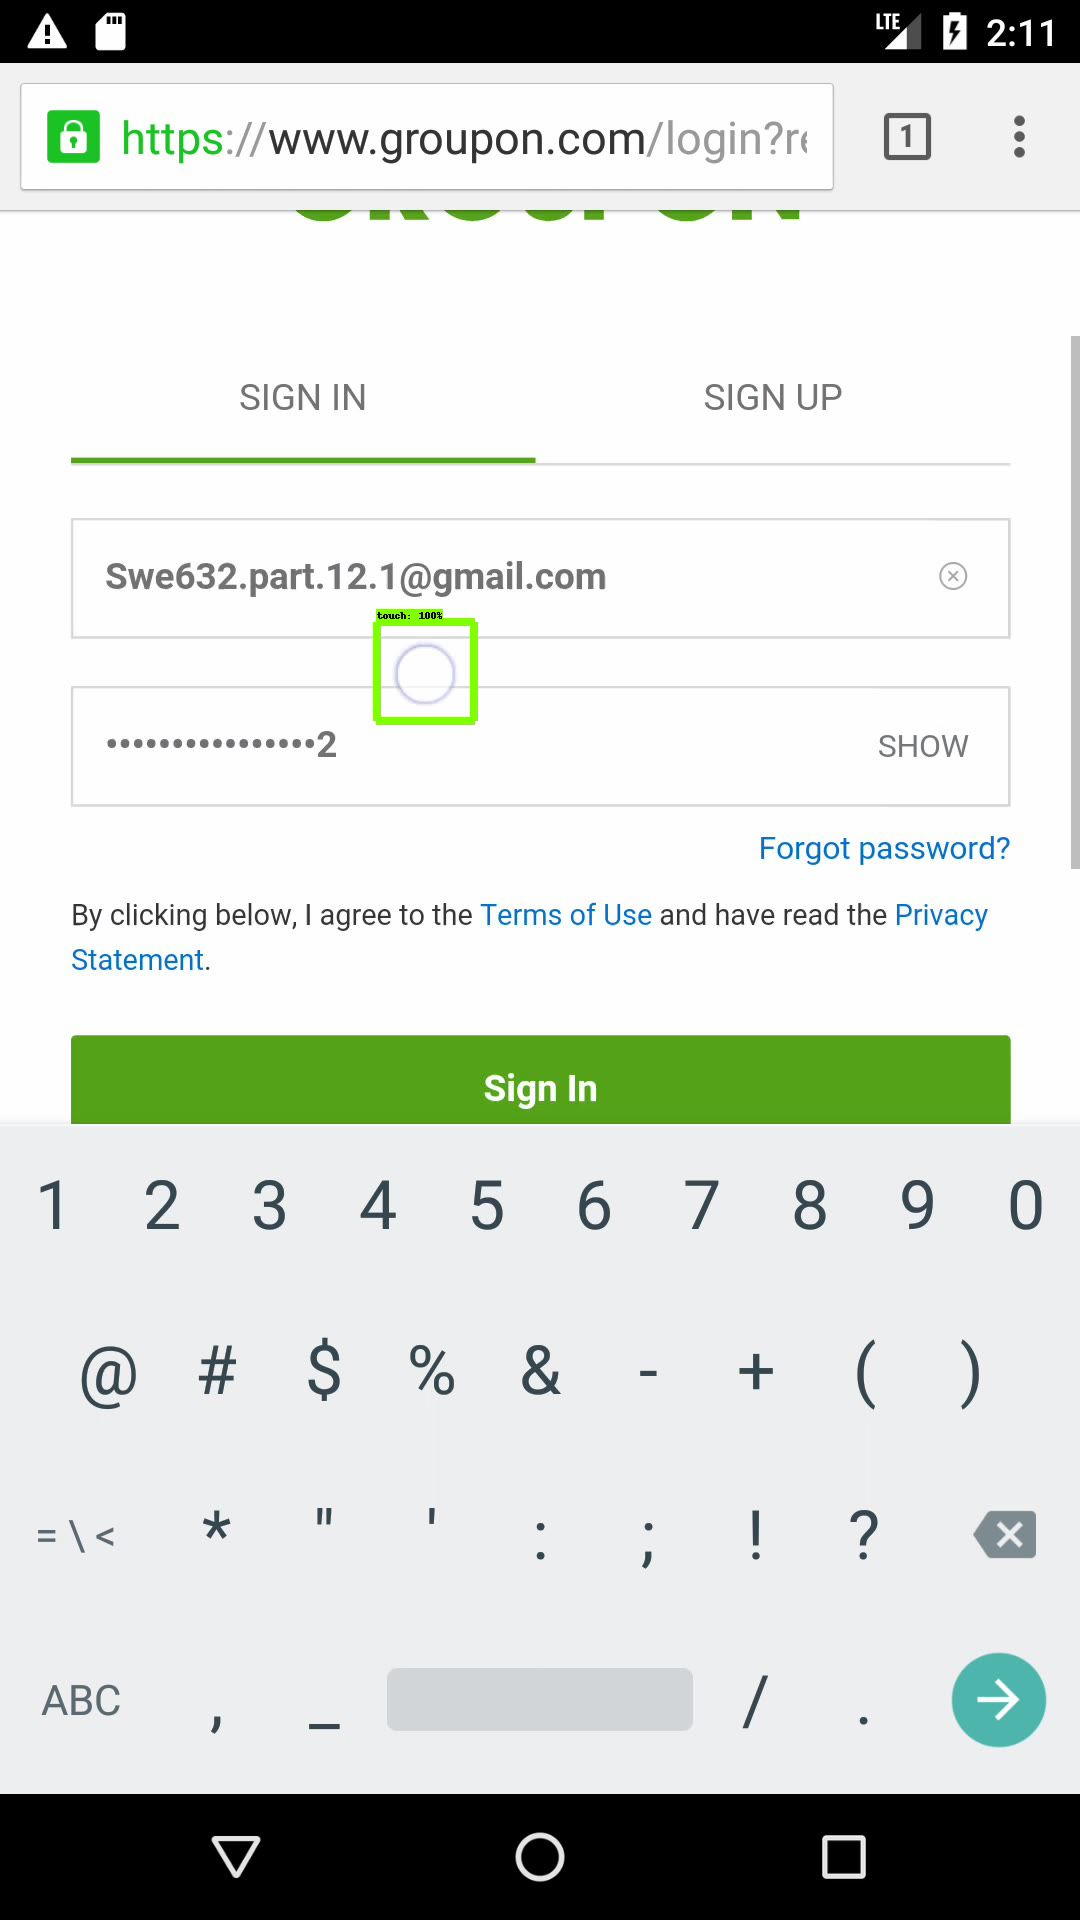 LTE 2:11
https://www.groupon.com/login?re
GROUPON
SIGN IN SIGN UP
Swe632.part.12.1@gmail.com
touch: 100%
••••••••••••••••2 SHOW
Forgot password?
By clicking below, I agree to the Terms of Use and have read the Privacy
Statement.
Sign In
1 2 3 4 5 6 7 8 9 0
@ # $ % & - + ( )
= \ < * " ' : ; ! ?
ABC , _ / .